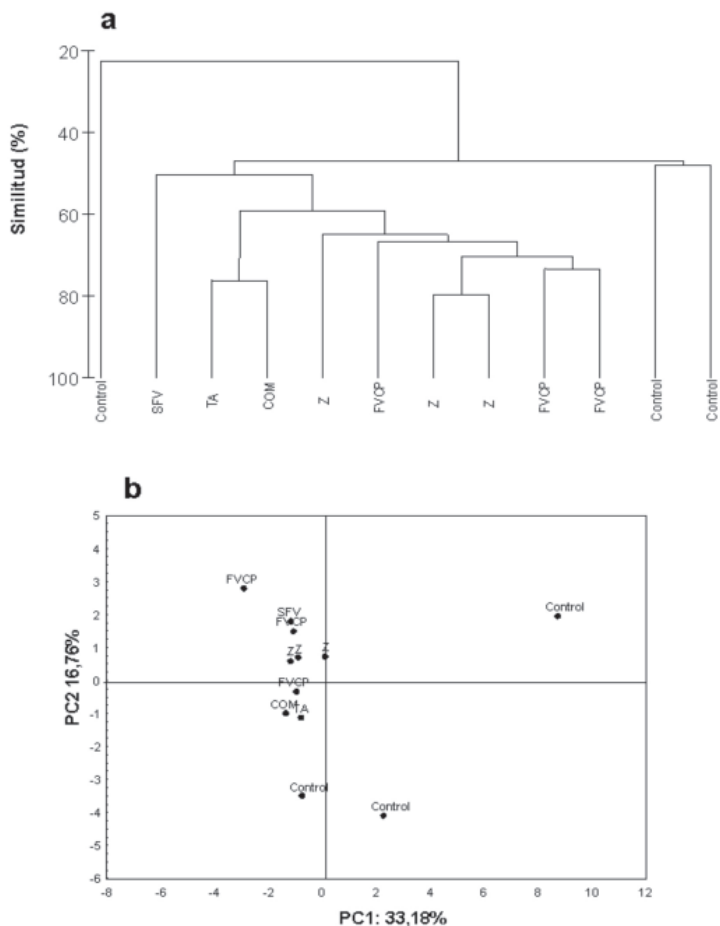 a
20
40
60
80
100
Similitud (%)
Control
SFV
TA
COM
Z
FVCP
Z
Z
FVCP
FVCP
Control
Control
b
5
4
3
2
1
0
-1
-2
-3
-4
-5
-6
PC2 16,76%
FVCP
Control
SFV
FVCP
Z Z
Z
FVCP
COM
TA
Control
Control
-8 -6 -4 -2 0 2 4 6 8 10 12
PC1: 33,18%